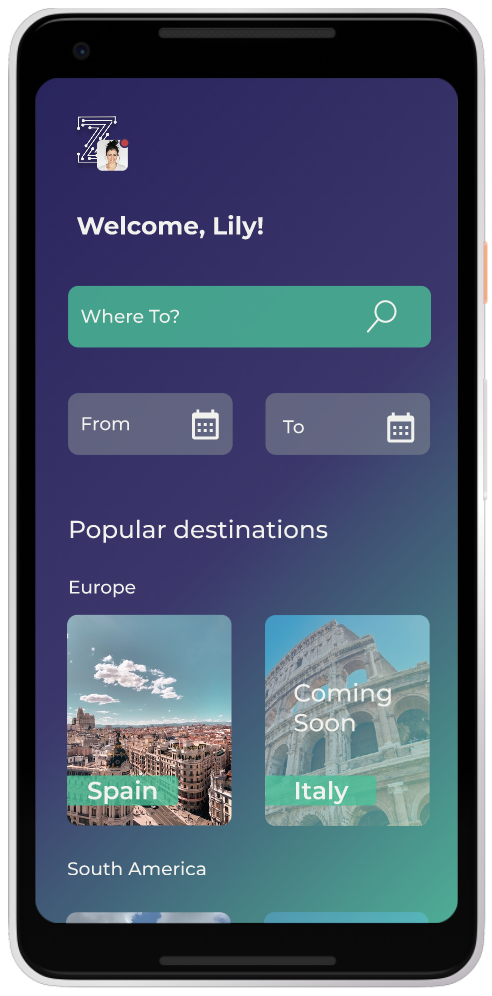 Z
Welcome, Lily!
Where To?
From
To
Popular destinations
Europe
Coming
Soon
Spain
Italy
South America